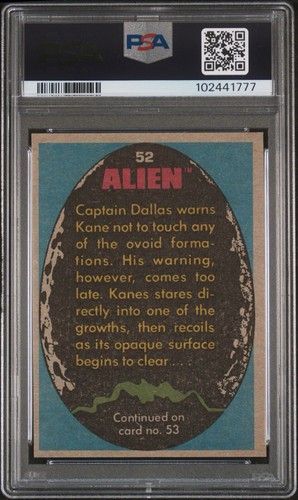 PSA
102441777
52
ALIEN™
Captain Dallas warns
Kane not to touch any
of the ovoid forma-
tions. His warning,
however, comes too
late. Kanes stares di-
rectly into one of the
growths, then recoils
as its opaque surface
begins to clear . . .
Continued on
card no. 53